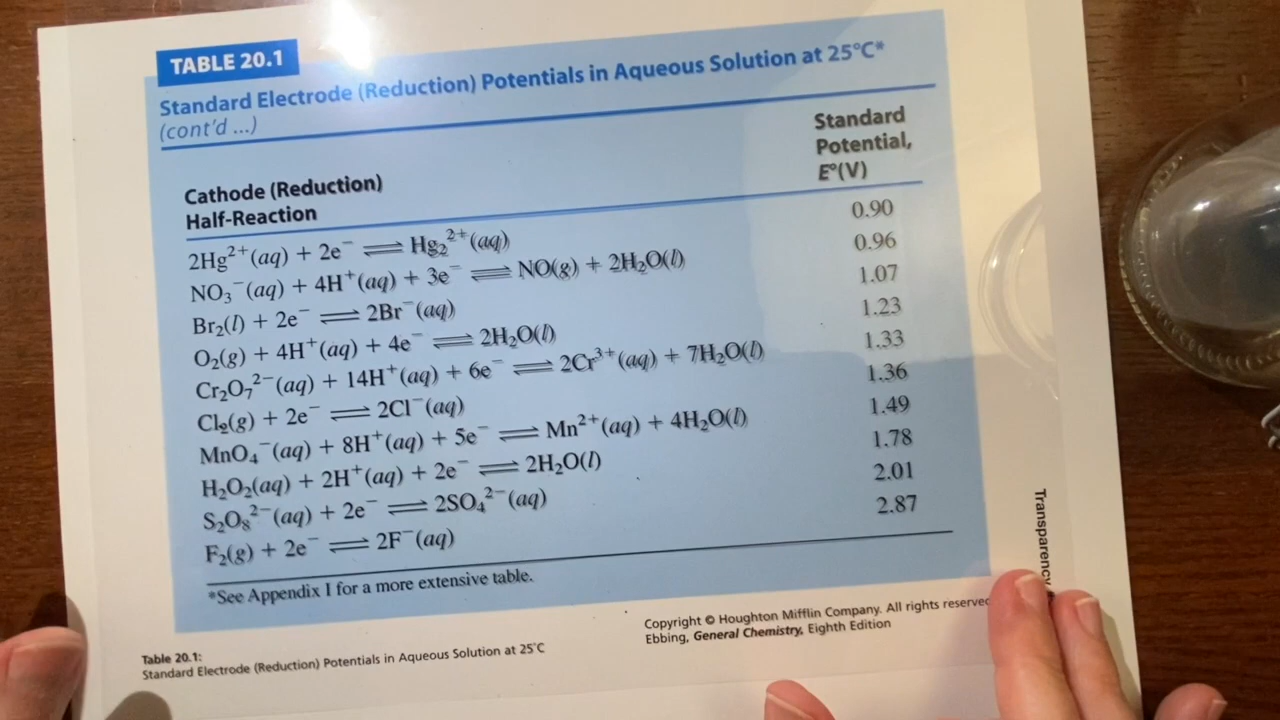 TABLE 20.1
Standard Electrode (Reduction) Potentials in Aqueous Solution at 25°C*
(cont'd ...)
Cathode (Reduction)
Half-Reaction
Standard
Potential,
E°(V)
2Hg²⁺(aq) + 2e⁻ ⇌ Hg₂²⁺(aq) 0.90
NO₃⁻(aq) + 4H⁺(aq) + 3e⁻ ⇌ NO(g) + 2H₂O(l) 0.96
Br₂(l) + 2e⁻ ⇌ 2Br⁻(aq) 1.07
O₂(g) + 4H⁺(aq) + 4e⁻ ⇌ 2H₂O(l) 1.23
Cr₂O₇²⁻(aq) + 14H⁺(aq) + 6e⁻ ⇌ 2Cr³⁺(aq) + 7H₂O(l) 1.33
Cl₂(g) + 2e⁻ ⇌ 2Cl⁻(aq) 1.36
MnO₄⁻(aq) + 8H⁺(aq) + 5e⁻ ⇌ Mn²⁺(aq) + 4H₂O(l) 1.49
H₂O₂(aq) + 2H⁺(aq) + 2e⁻ ⇌ 2H₂O(l) 1.78
S₂O₈²⁻(aq) + 2e⁻ ⇌ 2SO₄²⁻(aq) 2.01
F₂(g) + 2e⁻ ⇌ 2F⁻(aq) 2.87
*See Appendix I for a more extensive table.
Table 20.1:
Standard Electrode (Reduction) Potentials in Aqueous Solution at 25°C
Copyright © Houghton Mifflin Company. All rights reserved
Ebbing, General Chemistry, Eighth Edition
Transparency